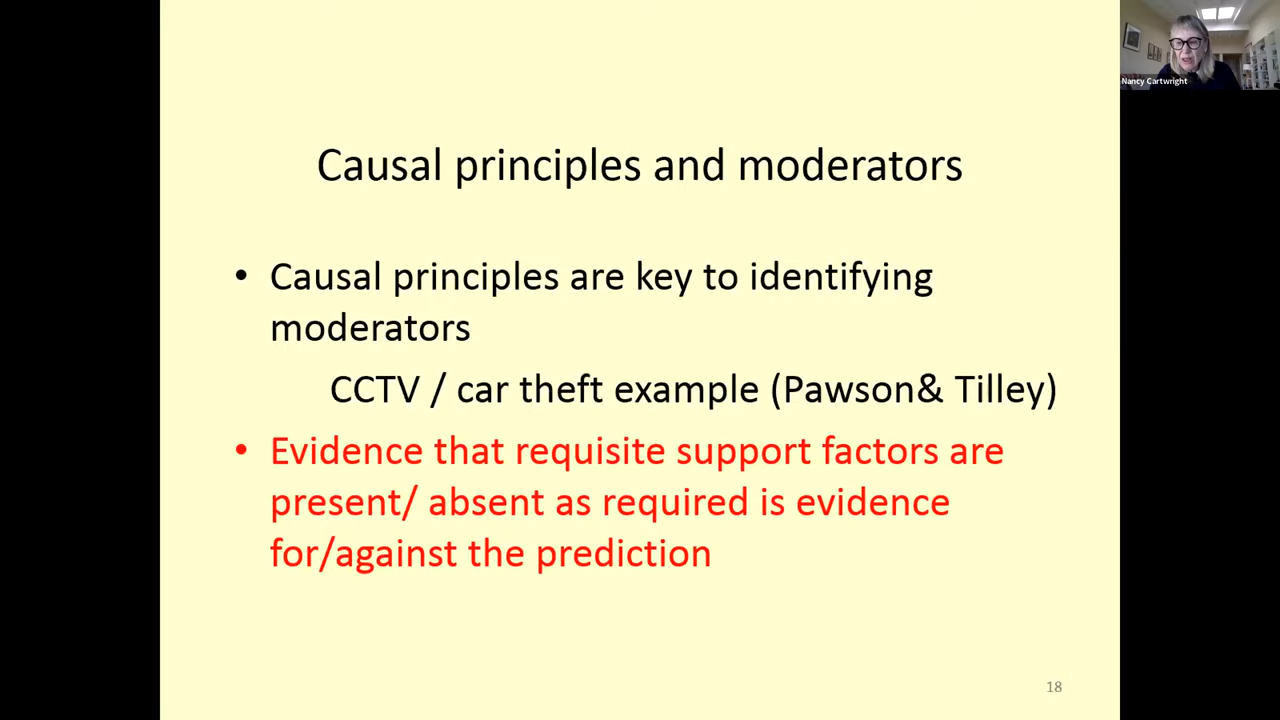 Nancy Cartwright
Causal principles and moderators
• Causal principles are key to identifying
moderators
CCTV / car theft example (Pawson& Tilley)
• Evidence that requisite support factors are
present/ absent as required is evidence
for/against the prediction
18